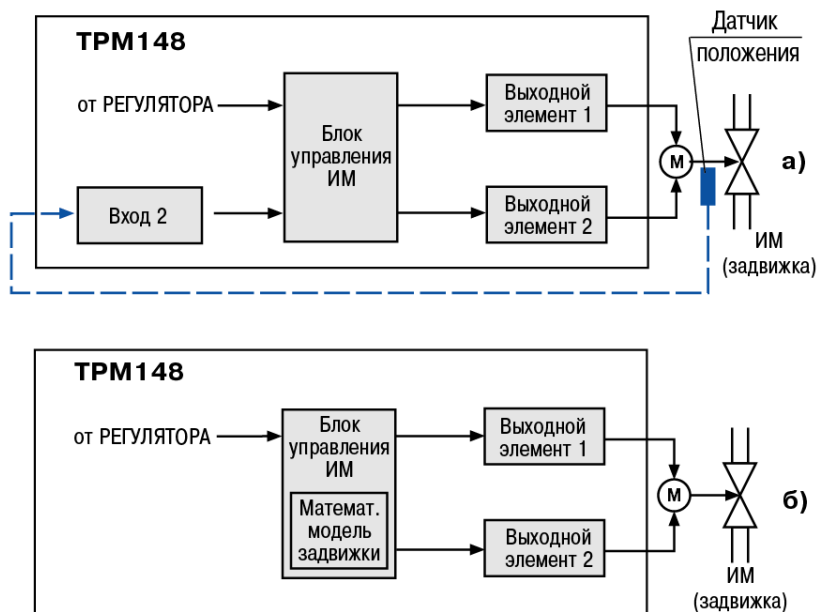 ТРМ148
Датчик
положения
от РЕГУЛЯТОРА
Блок
управления
ИМ
Выходной
элемент 1
М
а)
Вход 2
Выходной
элемент 2
ИМ
(задвижка)
ТРМ148
от РЕГУЛЯТОРА
Блок
управления
ИМ
Математ.
модель
задвижки
Выходной
элемент 1
М
б)
Выходной
элемент 2
ИМ
(задвижка)